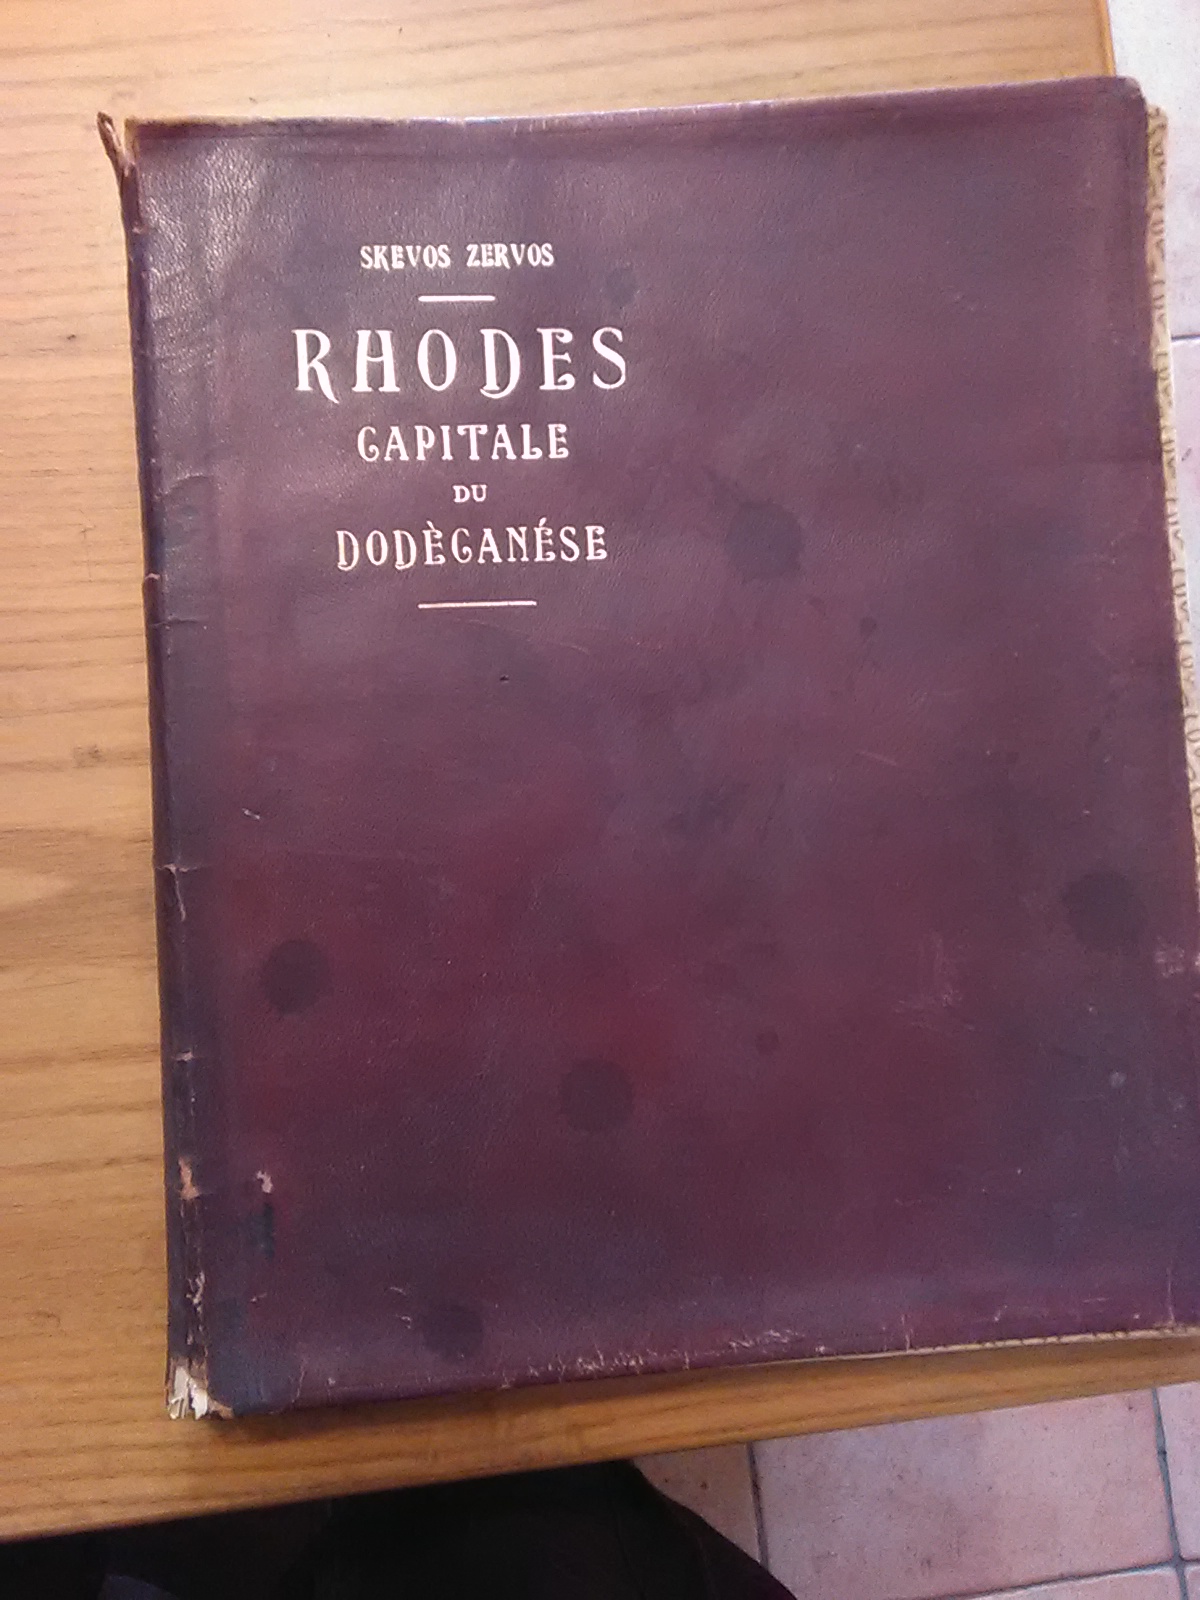 SKEVOS ZERVOS
RHODES
CAPITALE
DU
DODÈCANÉSE